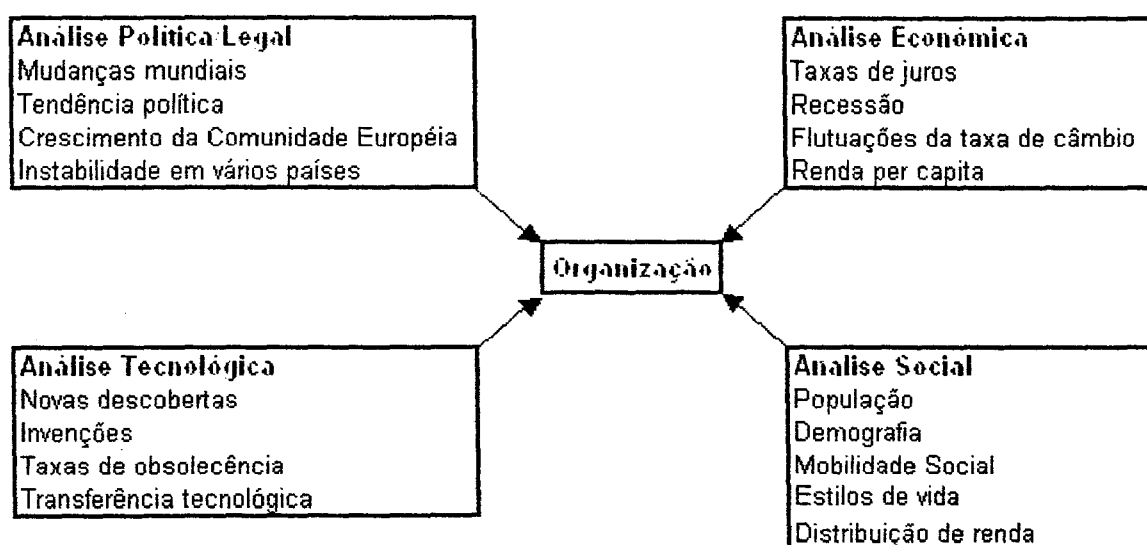 Análise Política Legal
Mudanças mundiais
Tendência política
Crescimento da Comunidade Européia
Instabilidade em vários países
Análise Económica
Taxas de juros
Recessão
Flutuações da taxa de câmbio
Renda per capita
Organização
Análise Tecnológica
Novas descobertas
Invenções
Taxas de obsolecência
Transferência tecnológica
Análise Social
População
Demografia
Mobilidade Social
Estilos de vida
Distribuição de renda